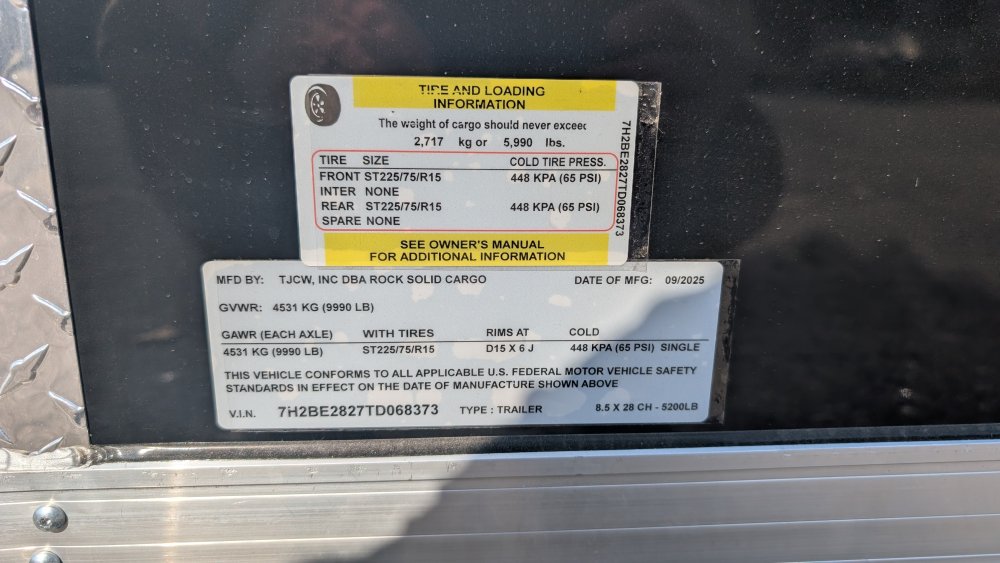 TIRE AND LOADING
INFORMATION
The weight of cargo should never exceed
2,717 kg or 5,990 lbs.
TIRE SIZE COLD TIRE PRESS.
FRONT ST225/75/R15 448 KPA (65 PSI)
INTER NONE
REAR ST225/75/R15 448 KPA (65 PSI)
SPARE NONE
SEE OWNER'S MANUAL
FOR ADDITIONAL INFORMATION
7H2BE2827TD068373
MFD BY: TJCW, INC DBA ROCK SOLID CARGO DATE OF MFG: 09/2025
GVWR: 4531 KG (9990 LB)
GAWR (EACH AXLE) WITH TIRES RIMS AT COLD
4531 KG (9990 LB) ST225/75/R15 D15 X 6 J 448 KPA (65 PSI) SINGLE
THIS VEHICLE CONFORMS TO ALL APPLICABLE U.S. FEDERAL MOTOR VEHICLE SAFETY
STANDARDS IN EFFECT ON THE DATE OF MANUFACTURE SHOWN ABOVE
V.I.N. 7H2BE2827TD068373 TYPE : TRAILER 8.5 X 28 CH - 5200LB